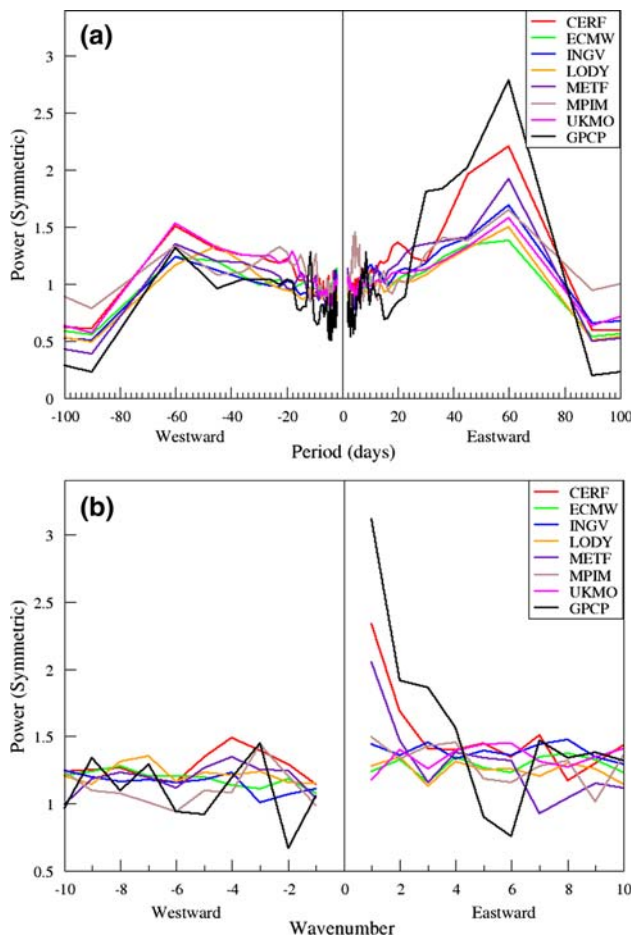 (a)
CERF
ECMW
INGV
LODY
METF
MPIM
UKMO
GPCP
3
2.5
2
1.5
1
0.5
0
Power (Symmetric)
-100 -80 -60 -40 -20 0 20 40 60 80 100
Westward Eastward
Period (days)
(b)
CERF
ECMW
INGV
LODY
METF
MPIM
UKMO
GPCP
3
2.5
2
1.5
1
0.5
Power (Symmetric)
-10 -8 -6 -4 -2 0 2 4 6 8 10
Westward Eastward
Wavenumber